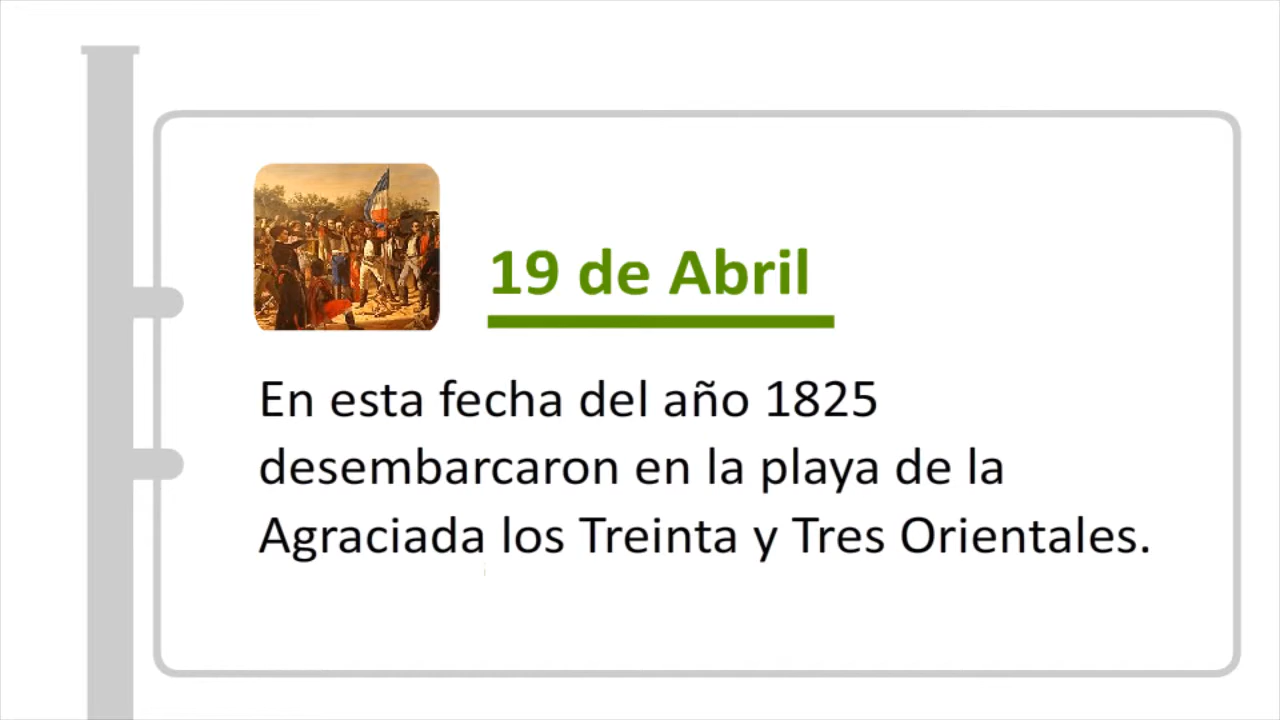 19 de Abril
En esta fecha del año 1825
desembarcaron en la playa de la
Agraciada los Treinta y Tres Orientales.